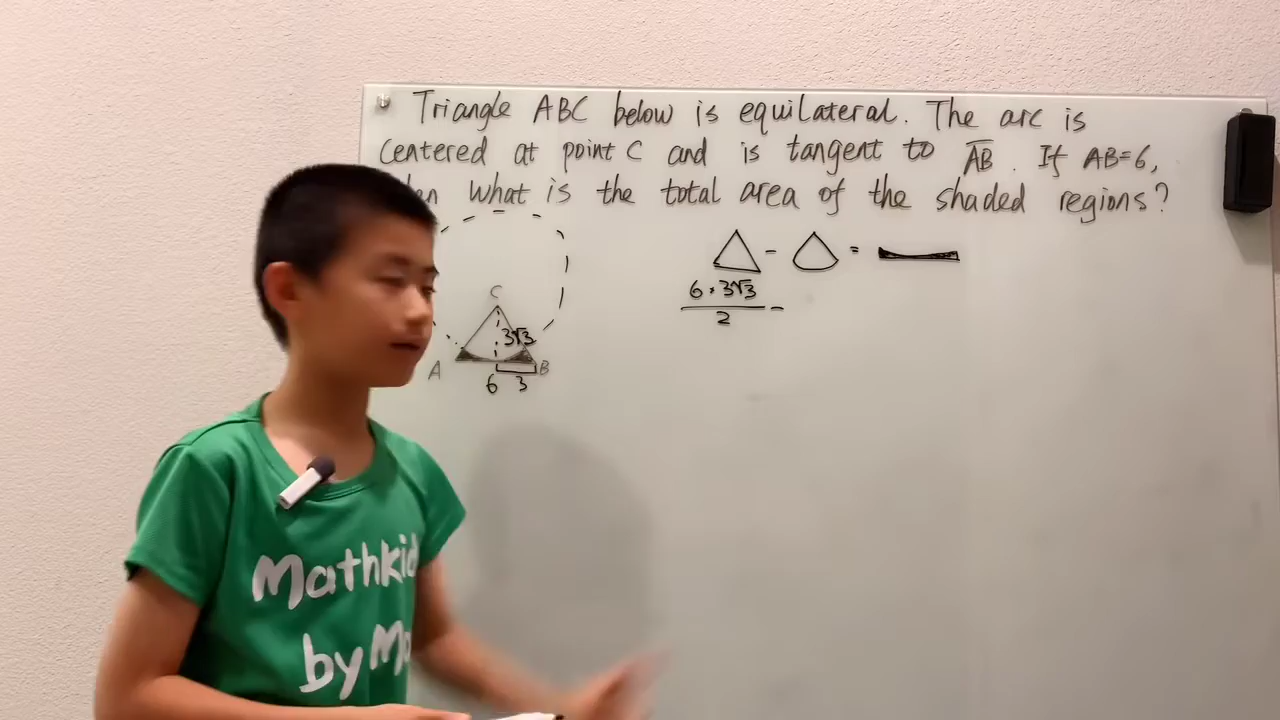 Triangle ABC below is equilateral. The arc is
centered at point C and is tangent to AB. If AB=6,
what is the total area of the shaded regions?
- =
6 · 3√3
2
-
C
3√3
A
B
6
3
Mathkid
by